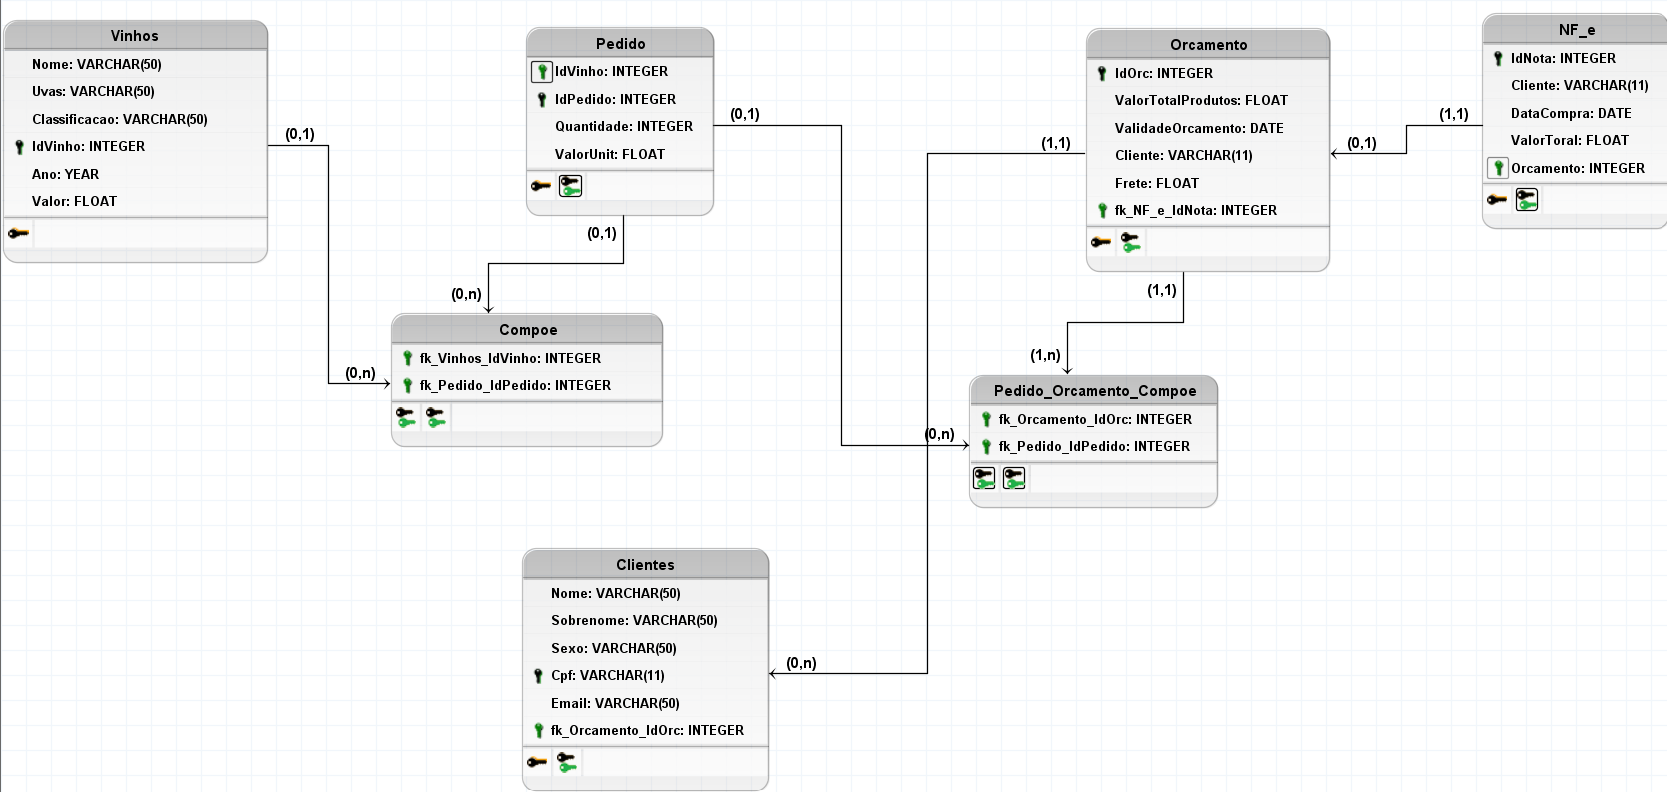 Vinhos
Nome: VARCHAR(50)
Uvas: VARCHAR(50)
Classificacao: VARCHAR(50)
IdVinho: INTEGER
Ano: YEAR
Valor: FLOAT
(0,1)
(0,n)
Pedido
IdVinho: INTEGER
IdPedido: INTEGER
Quantidade: INTEGER
ValorUnit: FLOAT
(0,1)
(0,1)
(0,n)
(0,n)
Compoe
fk_Vinhos_IdVinho: INTEGER
fk_Pedido_IdPedido: INTEGER
Orcamento
IdOrc: INTEGER
ValorTotalProdutos: FLOAT
ValidadeOrcamento: DATE
Cliente: VARCHAR(11)
Frete: FLOAT
fk_NF_e_IdNota: INTEGER
(1,1)
(1,1)
(1,n)
(0,1)
(1,1)
NF_e
IdNota: INTEGER
Cliente: VARCHAR(11)
DataCompra: DATE
ValorToral: FLOAT
Orcamento: INTEGER
Pedido_Orcamento_Compoe
fk_Orcamento_IdOrc: INTEGER
fk_Pedido_IdPedido: INTEGER
Clientes
Nome: VARCHAR(50)
Sobrenome: VARCHAR(50)
Sexo: VARCHAR(50)
Cpf: VARCHAR(11)
Email: VARCHAR(50)
fk_Orcamento_IdOrc: INTEGER
(0,n)